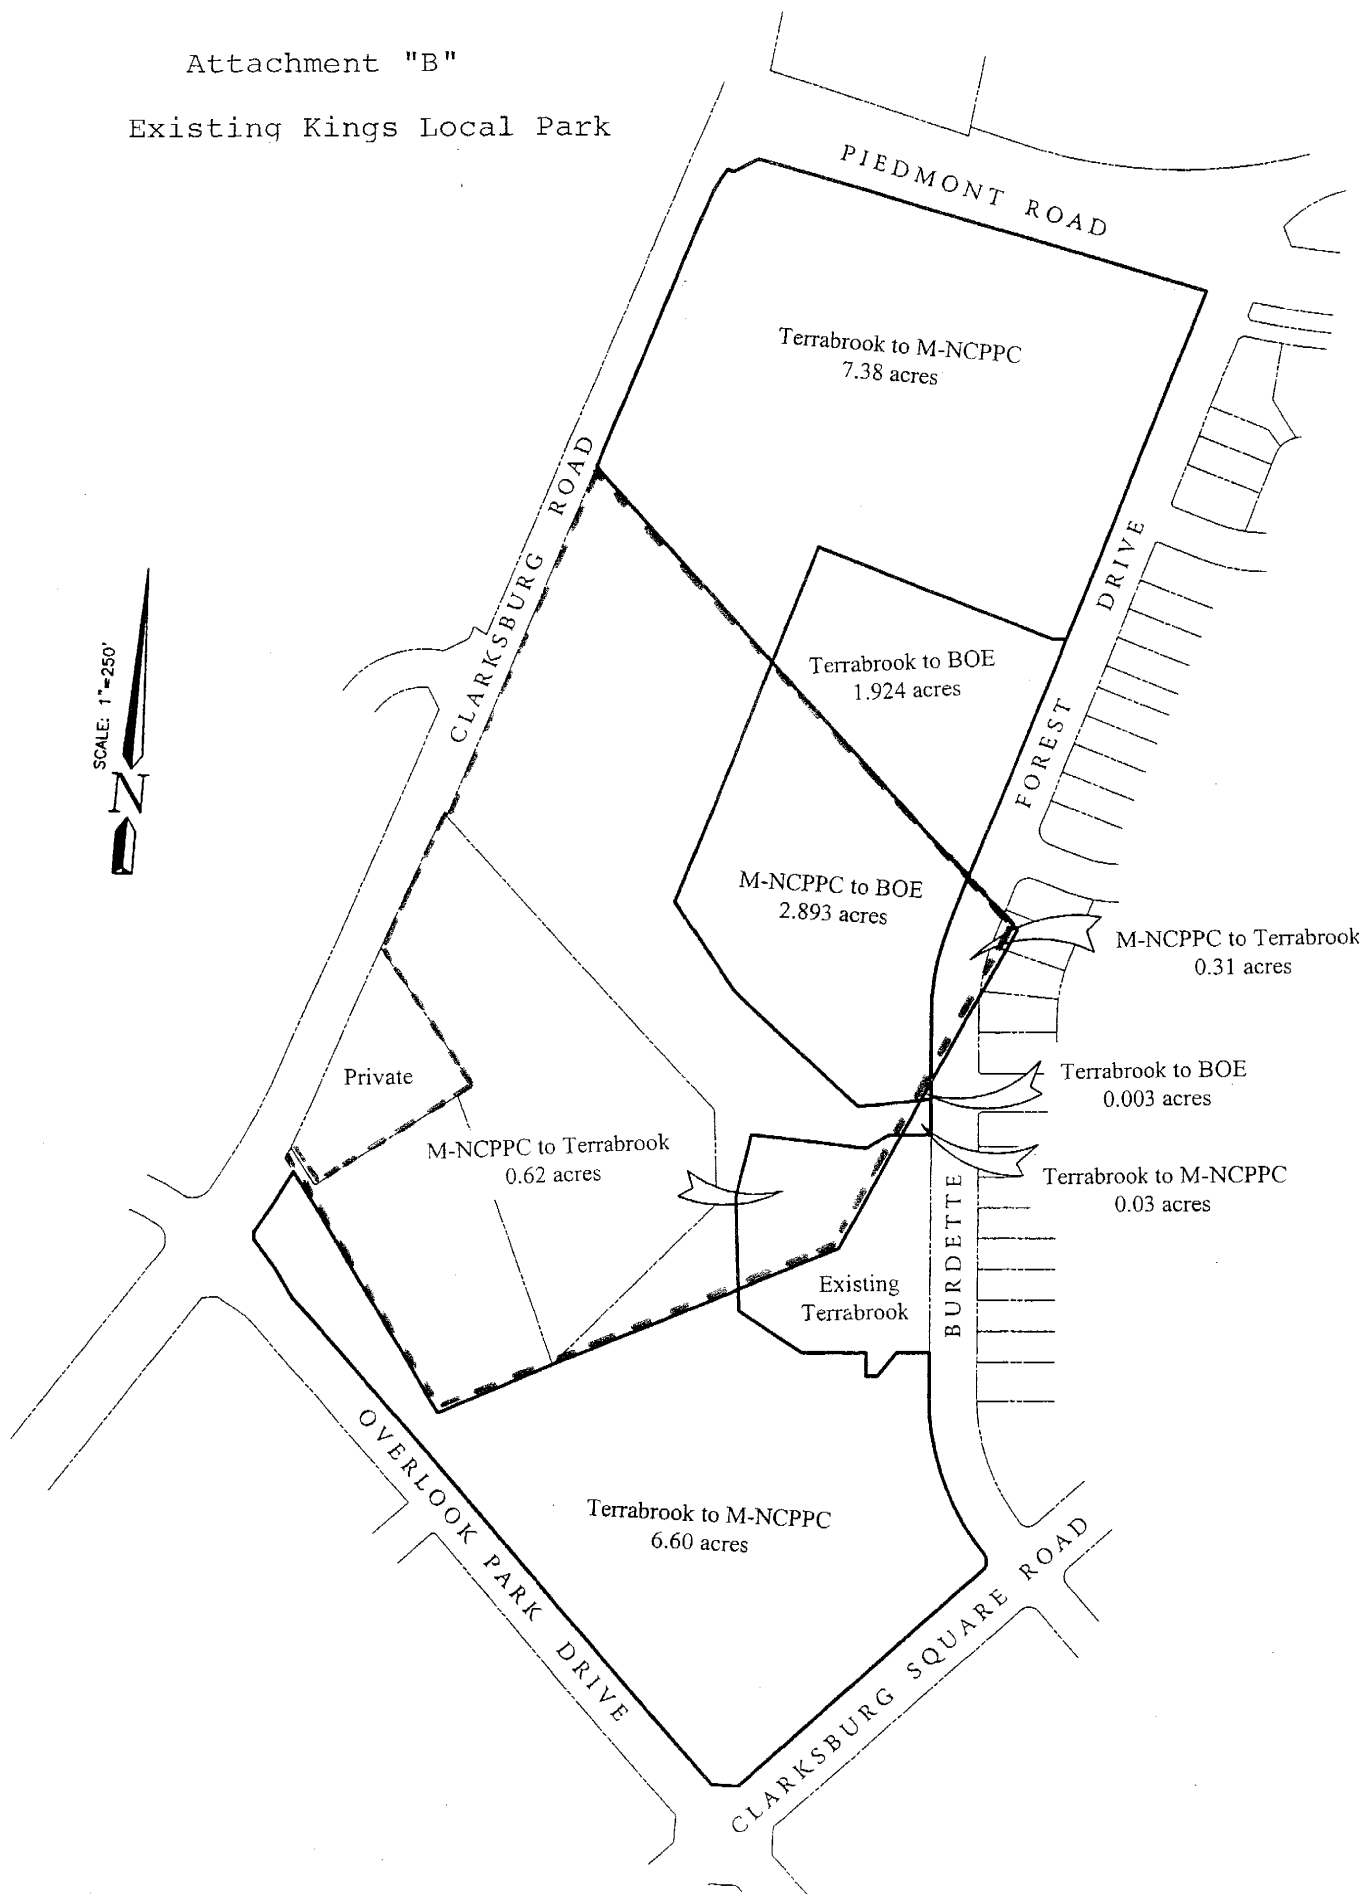 Attachment "B"
Existing Kings Local Park
PIEDMONT ROAD
Terrabrook to M-NCPPC
7.38 acres
CLARKSBURG ROAD
FOREST DRIVE
SCALE: 1"=250'
N
Terrabrook to BOE
1.924 acres
M-NCPPC to BOE
2.893 acres
M-NCPPC to Terrabrook
0.31 acres
Private
Terrabrook to BOE
0.003 acres
M-NCPPC to Terrabrook
0.62 acres
Terrabrook to M-NCPPC
0.03 acres
BURDETTE
Existing
Terrabrook
OVERLOOK PARK DRIVE
Terrabrook to M-NCPPC
6.60 acres
CLARKSBURG SQUARE ROAD